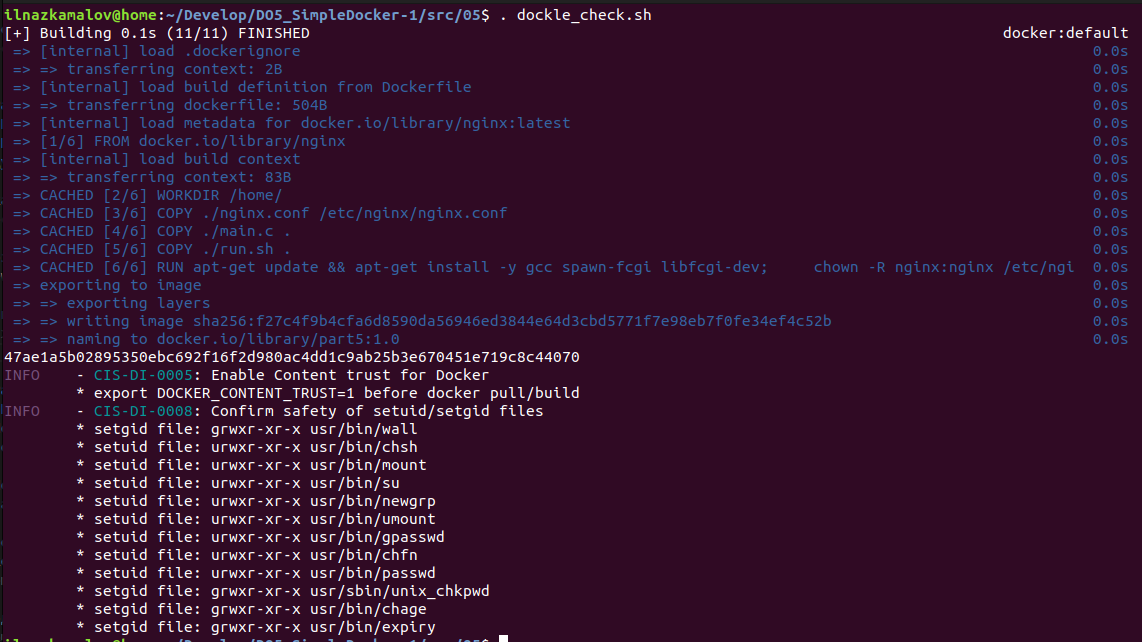 ilnazkamalov@home:~/Develop/DO5_SimpleDocker-1/src/05$ . dockle_check.sh
[+] Building 0.1s (11/11) FINISHED docker:default
=> [internal] load .dockerignore 0.0s
=> => transferring context: 2B 0.0s
=> [internal] load build definition from Dockerfile 0.0s
=> => transferring dockerfile: 504B 0.0s
=> [internal] load metadata for docker.io/library/nginx:latest 0.0s
=> [1/6] FROM docker.io/library/nginx 0.0s
=> [internal] load build context 0.0s
=> => transferring context: 83B 0.0s
=> CACHED [2/6] WORKDIR /home/ 0.0s
=> CACHED [3/6] COPY ./nginx.conf /etc/nginx/nginx.conf 0.0s
=> CACHED [4/6] COPY ./main.c . 0.0s
=> CACHED [5/6] COPY ./run.sh . 0.0s
=> CACHED [6/6] RUN apt-get update && apt-get install -y gcc spawn-fcgi libfcgi-dev;     chown -R nginx:nginx /etc/ngi 0.0s
=> exporting to image 0.0s
=> => exporting layers 0.0s
=> => writing image sha256:f27c4f9b4cfa6d8590da56946ed3844e64d3cbd5771f7e98eb7f0fe34ef4c52b 0.0s
=> => naming to docker.io/library/part5:1.0 0.0s
47ae1a5b02895350ebc692f16f2d980ac4dd1c9ab25b3e670451e719c8c44070
INFO - CIS-DI-0005: Enable Content trust for Docker
* export DOCKER_CONTENT_TRUST=1 before docker pull/build
INFO - CIS-DI-0008: Confirm safety of setuid/setgid files
* setgid file: grwxr-xr-x usr/bin/wall
* setuid file: urwxr-xr-x usr/bin/chsh
* setuid file: urwxr-xr-x usr/bin/mount
* setuid file: urwxr-xr-x usr/bin/su
* setuid file: urwxr-xr-x usr/bin/newgrp
* setuid file: urwxr-xr-x usr/bin/umount
* setuid file: urwxr-xr-x usr/bin/gpasswd
* setuid file: urwxr-xr-x usr/bin/chfn
* setuid file: urwxr-xr-x usr/bin/passwd
* setgid file: grwxr-xr-x usr/sbin/unix_chkpwd
* setgid file: grwxr-xr-x usr/bin/chage
* setgid file: grwxr-xr-x usr/bin/expiry
ilnazkamalov@home:~/Develop/DO5_SimpleDocker-1/src/05$